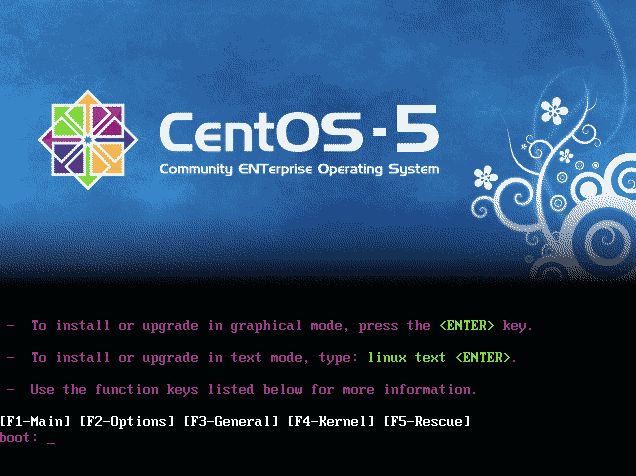 CentOS - 5
Community ENTerprise Operating System
- To install or upgrade in graphical mode, press the <ENTER> key.
- To install or upgrade in text mode, type: linux text <ENTER>.
- Use the function keys listed below for more information.
[F1-Main] [F2-Options] [F3-General] [F4-Kernel] [F5-Rescue]
boot: _